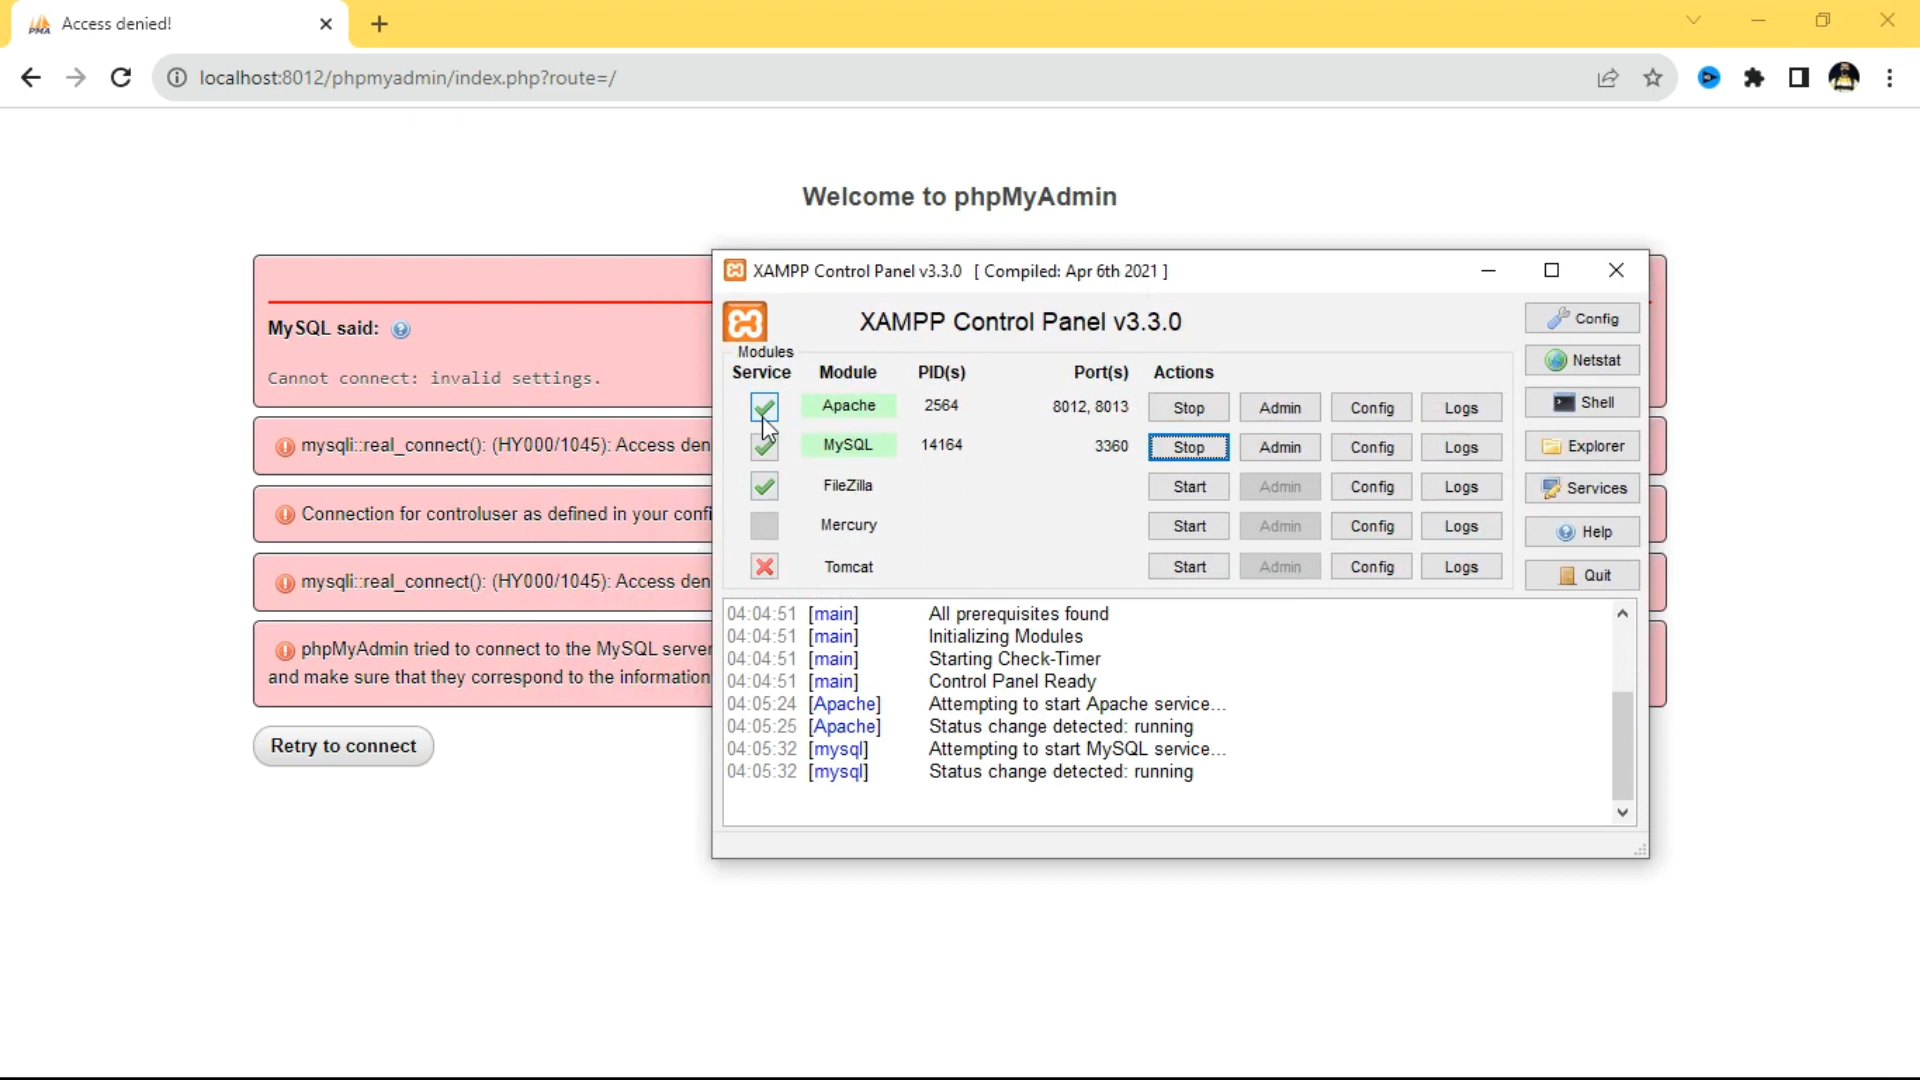 PMA Access denied!
localhost:8012/phpmyadmin/index.php?route=/
Welcome to phpMyAdmin
MySQL said:
Cannot connect: invalid settings.
mysqli::real_connect(): (HY000/1045): Access den
Connection for controluser as defined in your confi
mysqli::real_connect(): (HY000/1045): Access den
phpMyAdmin tried to connect to the MySQL server
and make sure that they correspond to the information
Retry to connect
XAMPP Control Panel v3.3.0 [ Compiled: Apr 6th 2021 ]
XAMPP Control Panel v3.3.0
Modules
Service Module PID(s) Port(s) Actions
Apache 2564 8012, 8013 Stop Admin Config Logs
MySQL 14164 3360 Stop Admin Config Logs
FileZilla Start Admin Config Logs
Mercury Start Admin Config Logs
Tomcat Start Admin Config Logs
Config
Netstat
Shell
Explorer
Services
Help
Quit
04:04:51 [main] All prerequisites found
04:04:51 [main] Initializing Modules
04:04:51 [main] Starting Check-Timer
04:04:51 [main] Control Panel Ready
04:05:24 [Apache] Attempting to start Apache service...
04:05:25 [Apache] Status change detected: running
04:05:32 [mysql] Attempting to start MySQL service...
04:05:32 [mysql] Status change detected: running